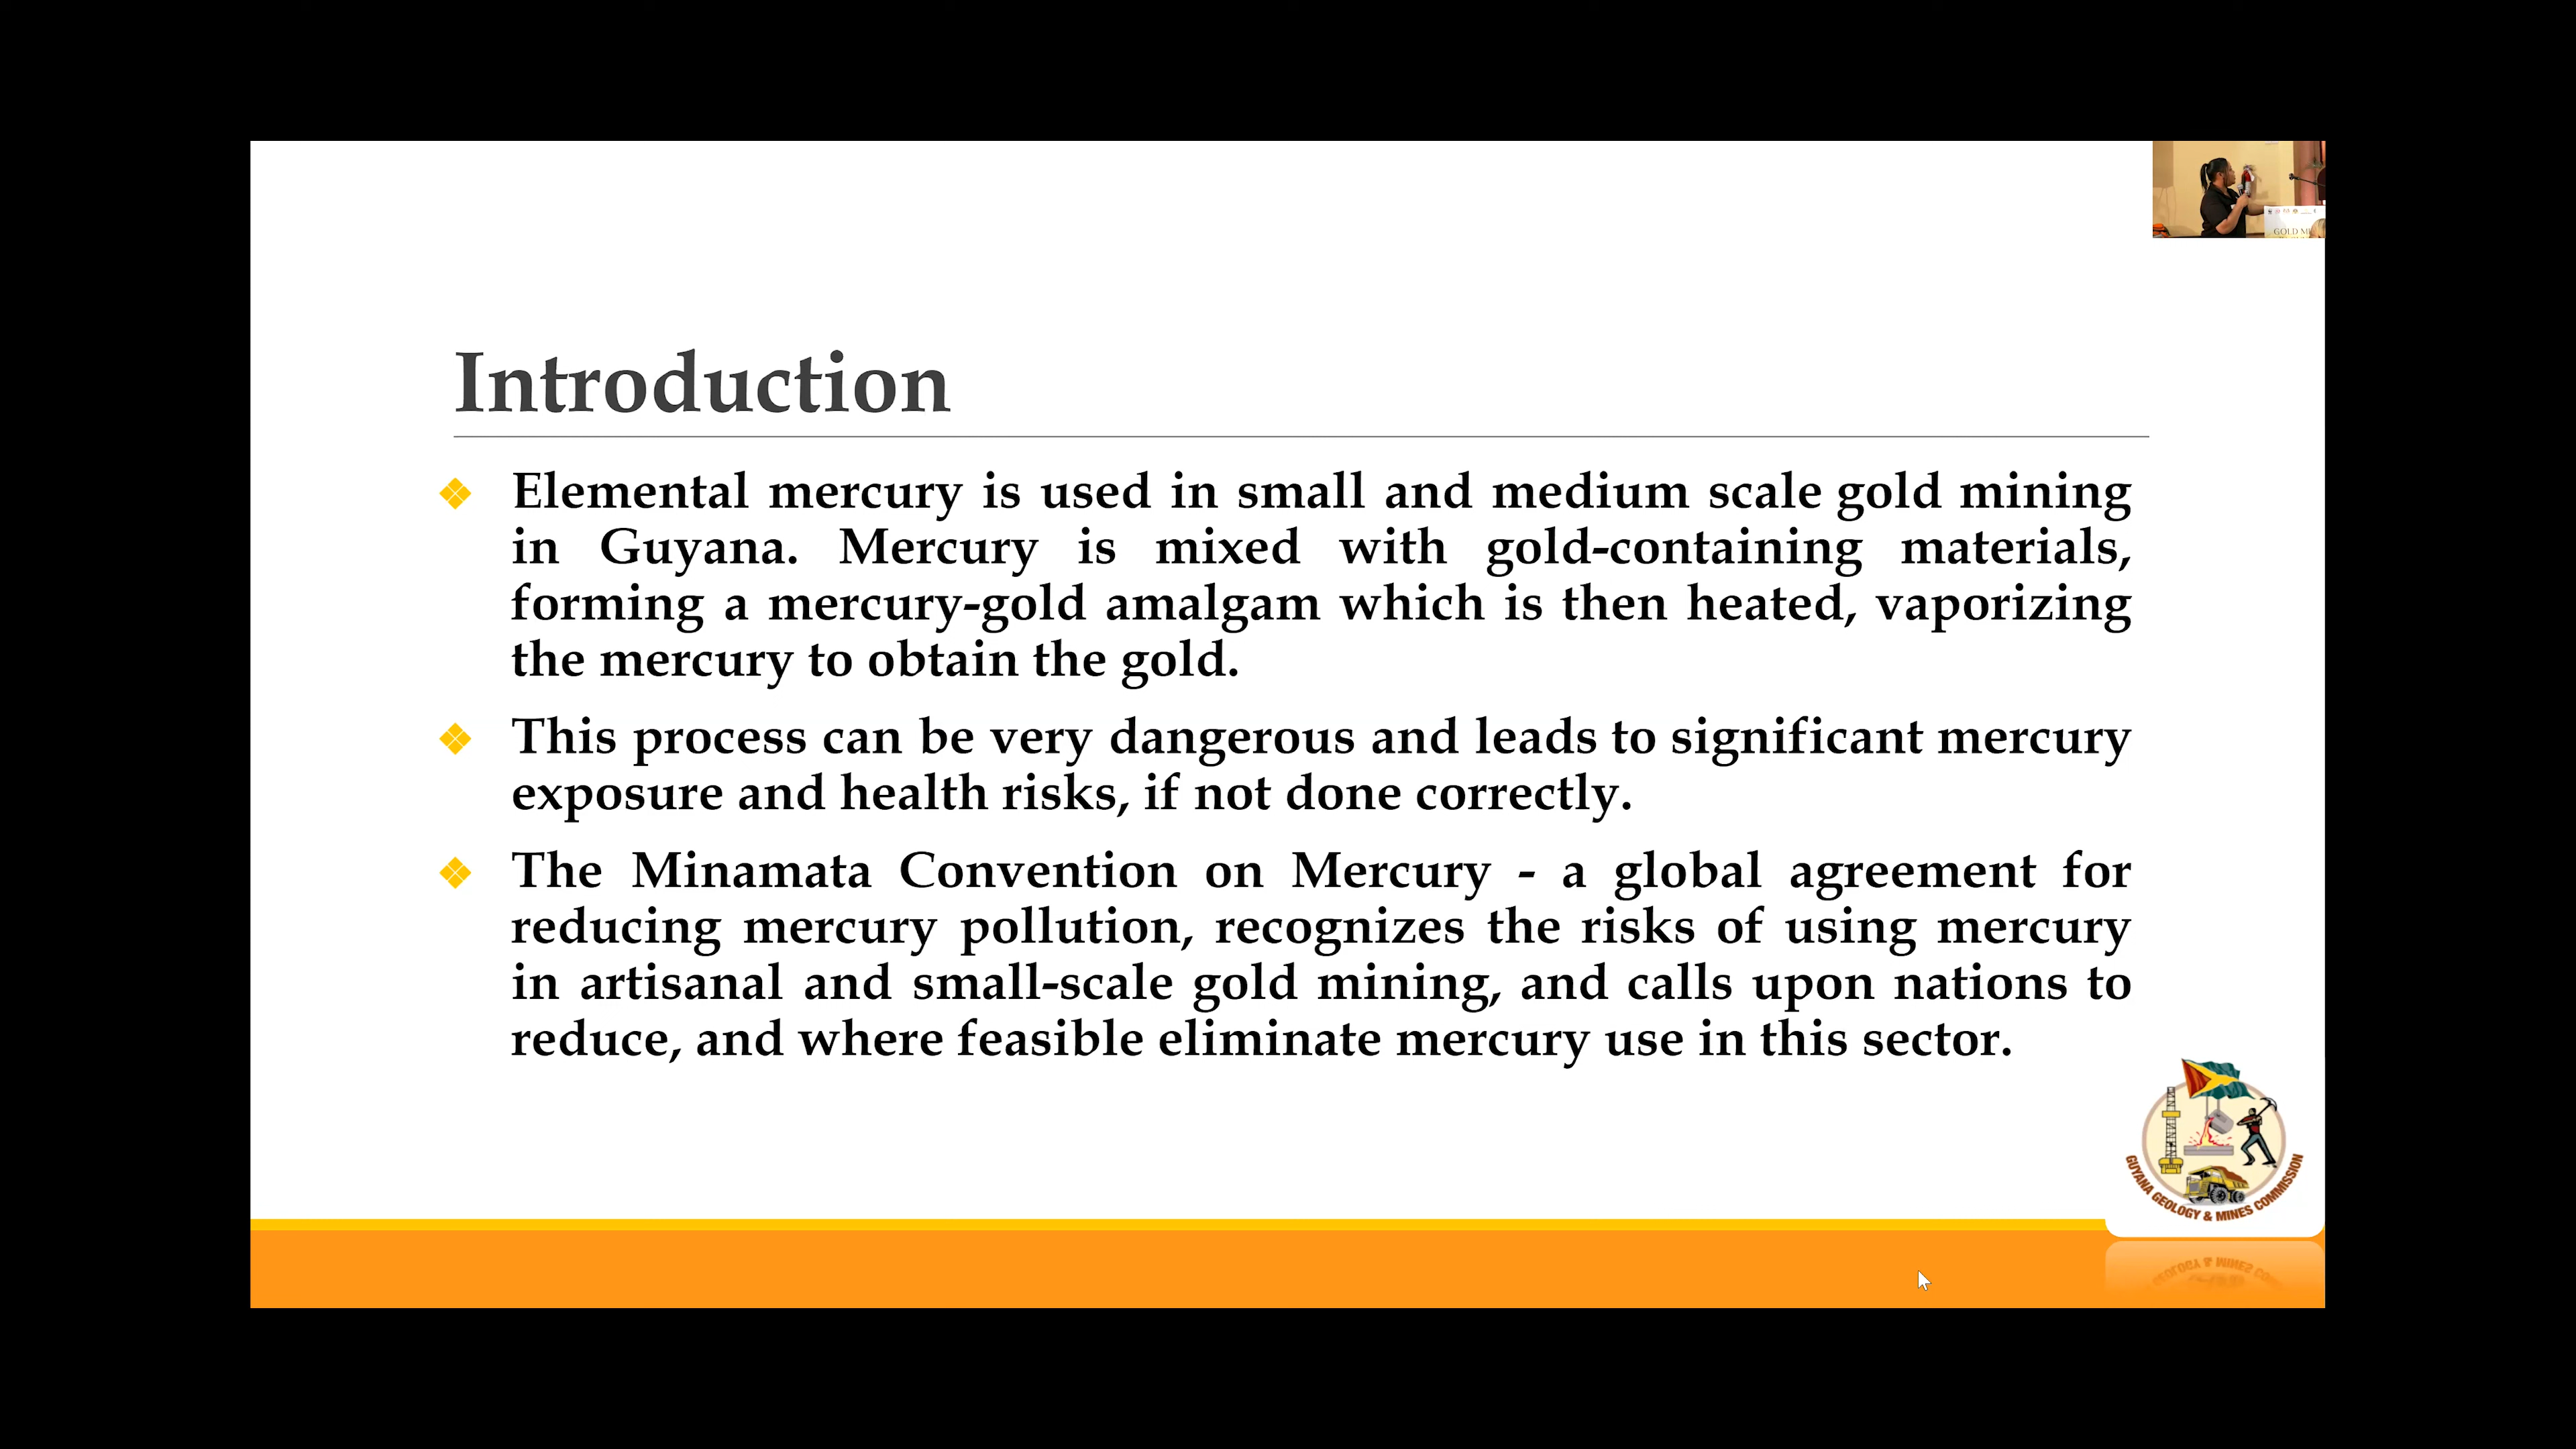 GOLD MI
Introduction
Elemental mercury is used in small and medium scale gold mining
in Guyana. Mercury is mixed with gold-containing materials,
forming a mercury-gold amalgam which is then heated, vaporizing
the mercury to obtain the gold.
This process can be very dangerous and leads to significant mercury
exposure and health risks, if not done correctly.
The Minamata Convention on Mercury - a global agreement for
reducing mercury pollution, recognizes the risks of using mercury
in artisanal and small-scale gold mining, and calls upon nations to
reduce, and where feasible eliminate mercury use in this sector.
GUYANA GEOLOGY & MINES COMMISSION